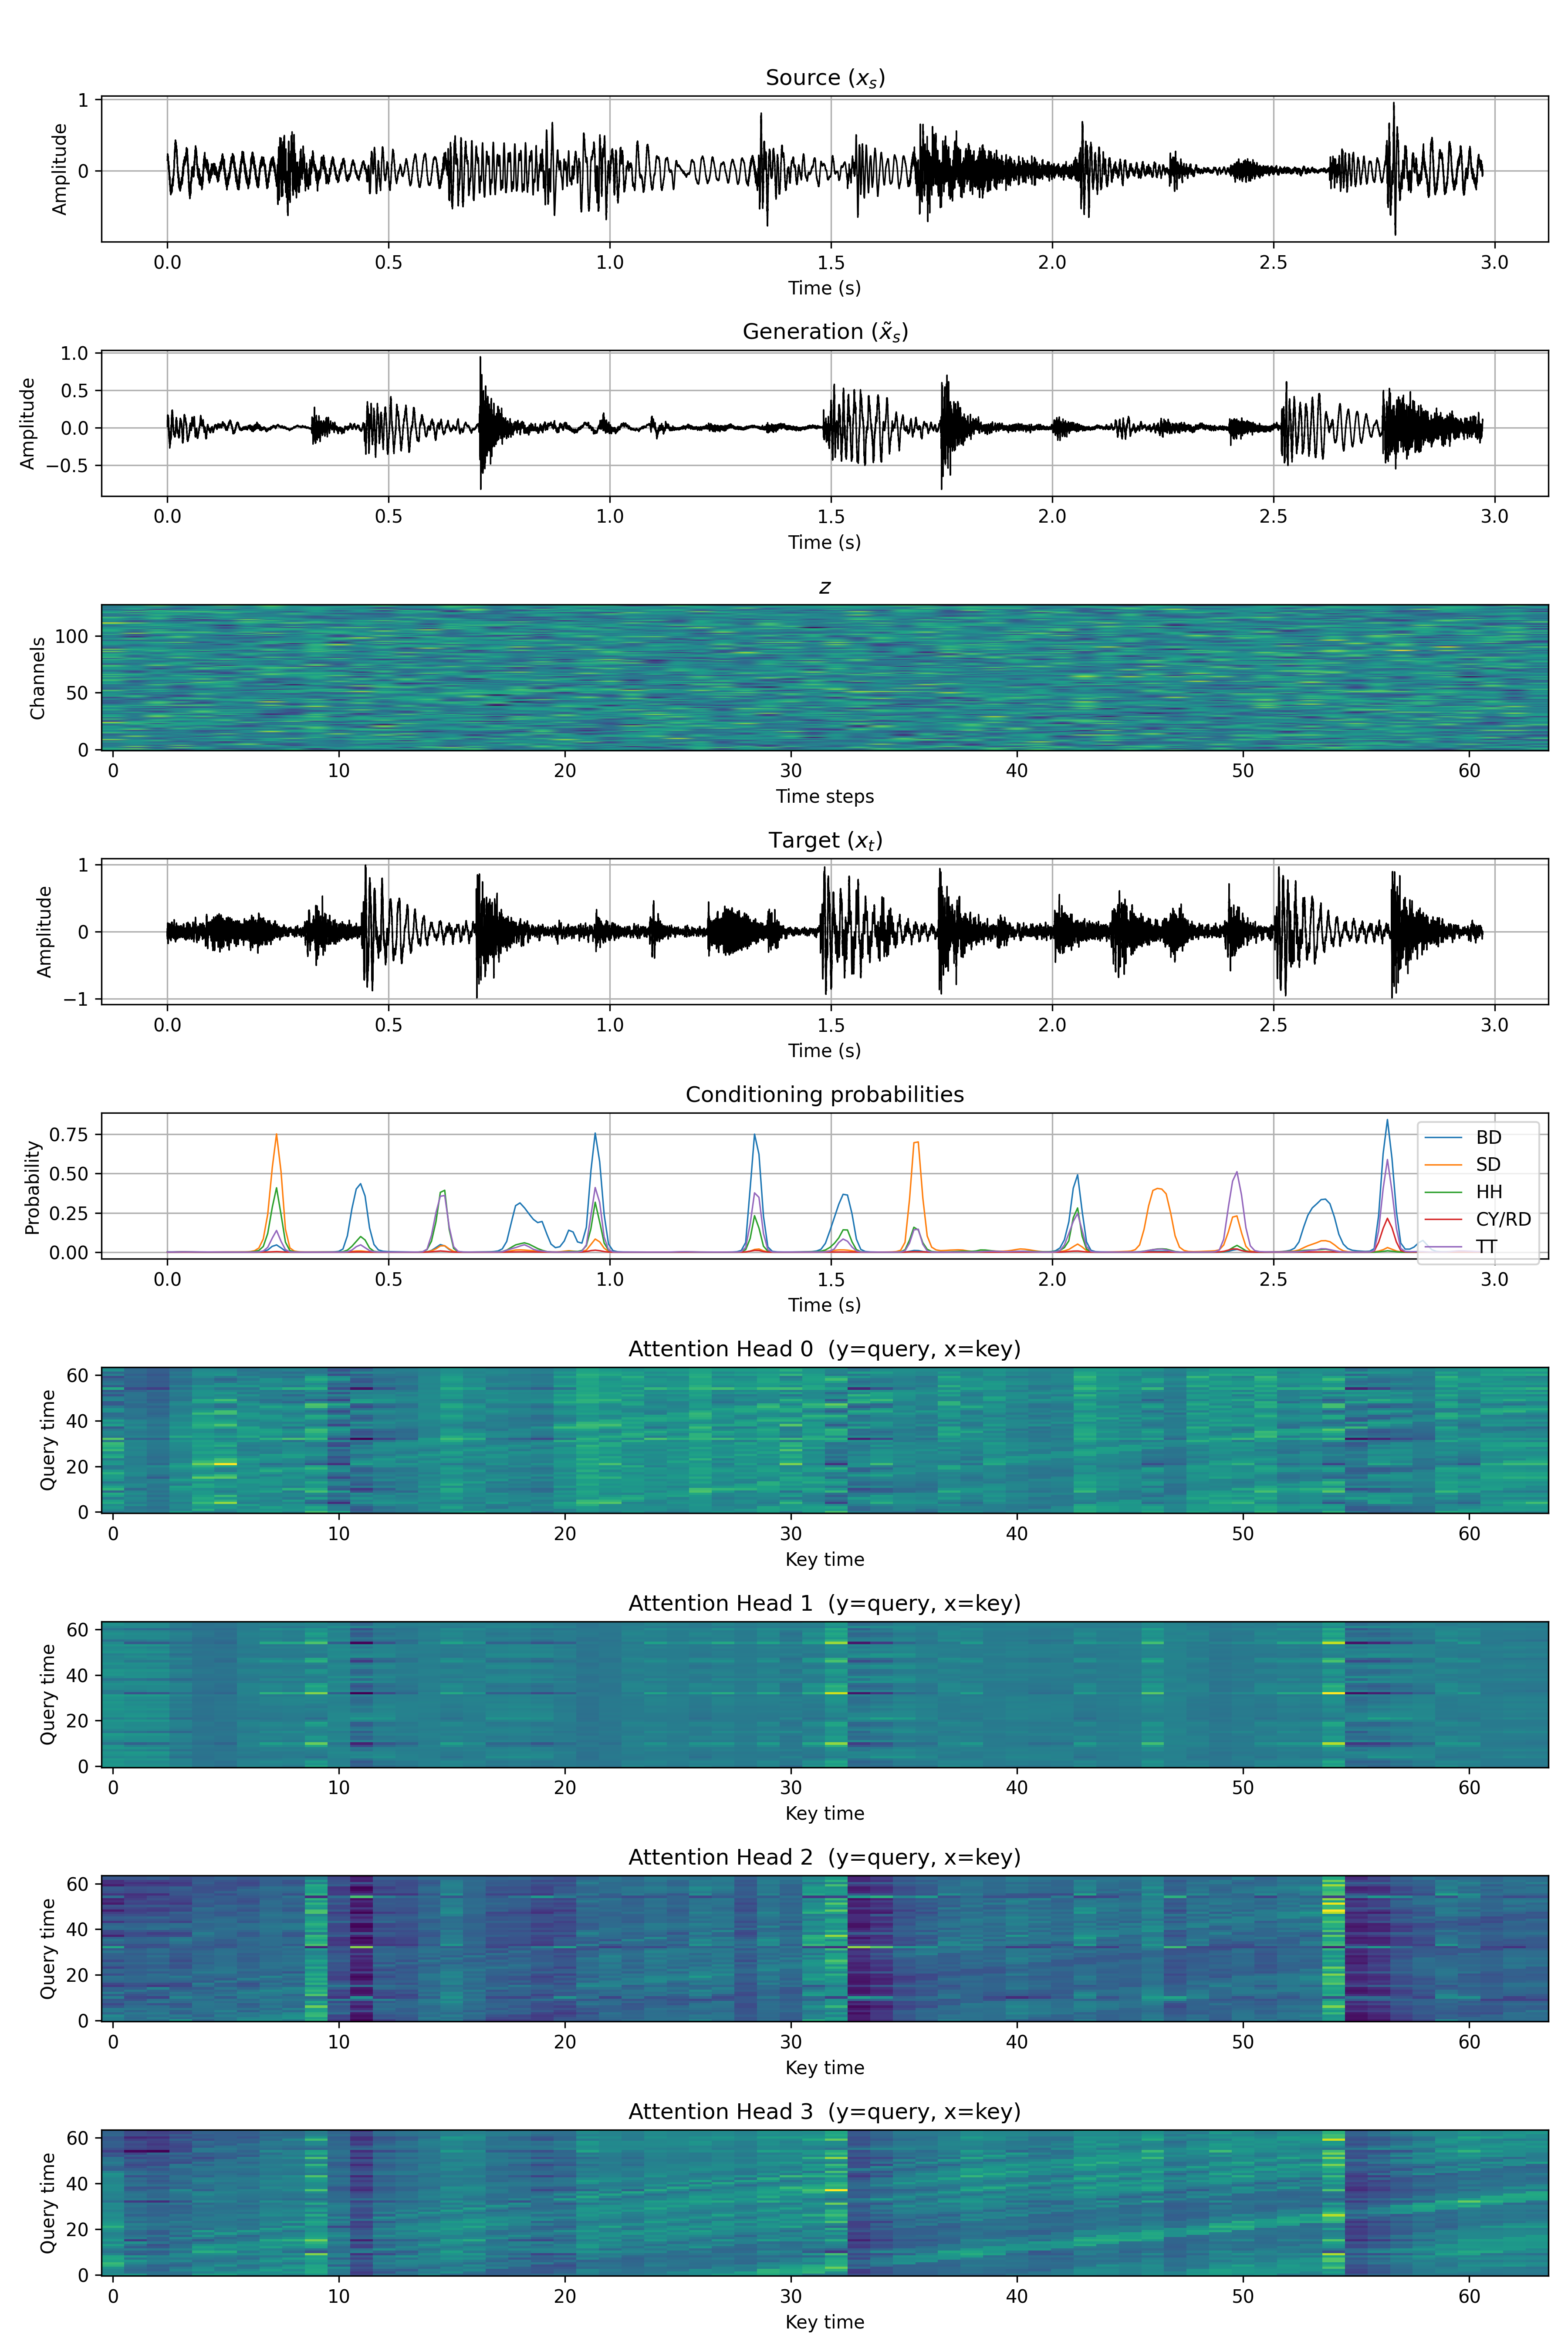 Source (x_s)
1
0
Amplitude
0.0 0.5 1.0 1.5 2.0 2.5 3.0
Time (s)
Generation (x̃_s)
1.0
0.5
0.0
−0.5
Amplitude
0.0 0.5 1.0 1.5 2.0 2.5 3.0
Time (s)
z
100
50
0
Channels
0 10 20 30 40 50 60
Time steps
Target (x_t)
1
0
−1
Amplitude
0.0 0.5 1.0 1.5 2.0 2.5 3.0
Time (s)
Conditioning probabilities
0.75
0.50
0.25
0.00
Probability
BD
SD
HH
CY/RD
TT
0.0 0.5 1.0 1.5 2.0 2.5 3.0
Time (s)
Attention Head 0 (y=query, x=key)
60
40
20
0
Query time
0 10 20 30 40 50 60
Key time
Attention Head 1 (y=query, x=key)
60
40
20
0
Query time
0 10 20 30 40 50 60
Key time
Attention Head 2 (y=query, x=key)
60
40
20
0
Query time
0 10 20 30 40 50 60
Key time
Attention Head 3 (y=query, x=key)
60
40
20
0
Query time
0 10 20 30 40 50 60
Key time